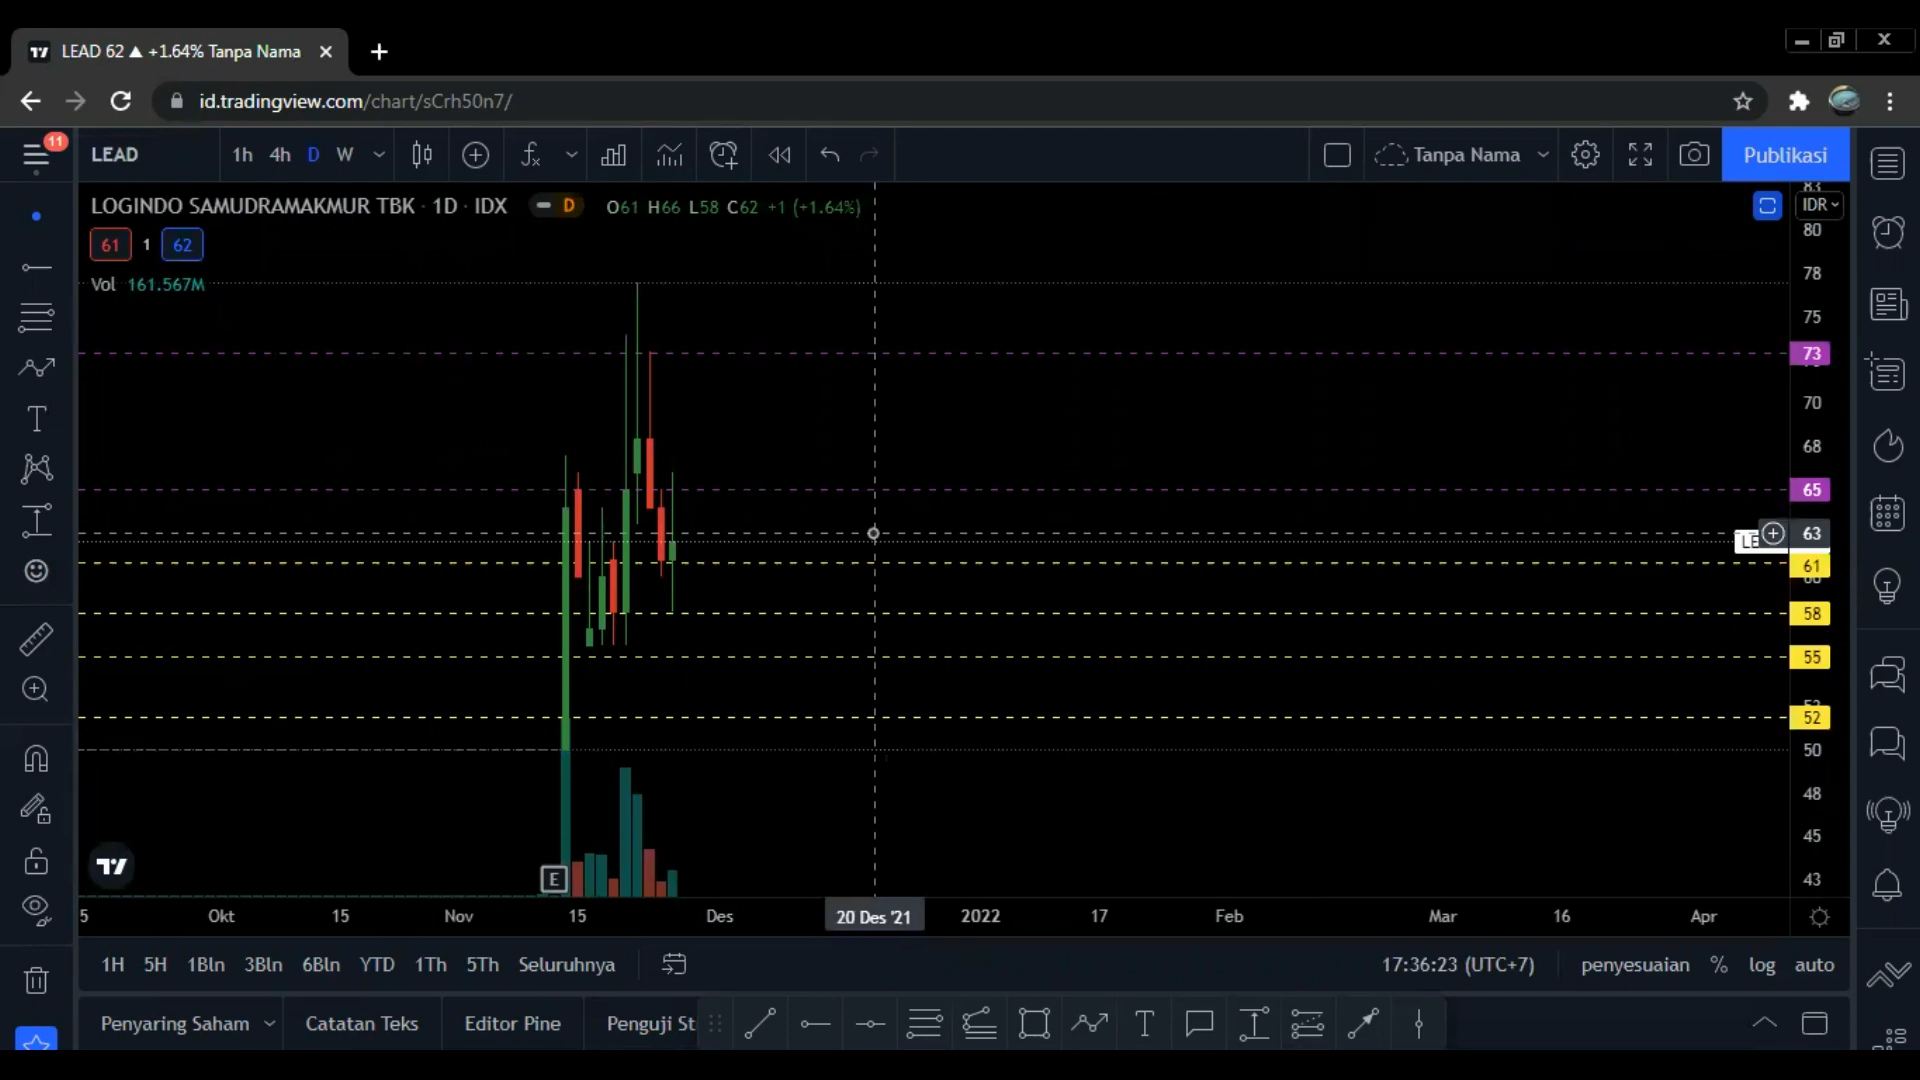 LEAD 62 ▲ +1.64% Tanpa Nama
id.tradingview.com/chart/sCrh50n7/
11
LEAD 1h 4h D W
Tanpa Nama
Publikasi
LOGINDO SAMUDRAMAKMUR TBK · 1D · IDX D O61 H66 L58 C62 +1 (+1.64%)
IDR
61 1 62
Vol 161.567M
83
80
78
75
73
70
68
65
63
LE
61
60
58
55
52
50
48
45
43
E
5 Okt 15 Nov 15 Des 20 Des '21 2022 17 Feb Mar 16 Apr
1H 5H 1Bln 3Bln 6Bln YTD 1Th 5Th Seluruhnya 17:36:23 (UTC+7) penyesuaian % log auto
Penyaring Saham Catatan Teks Editor Pine Penguji St